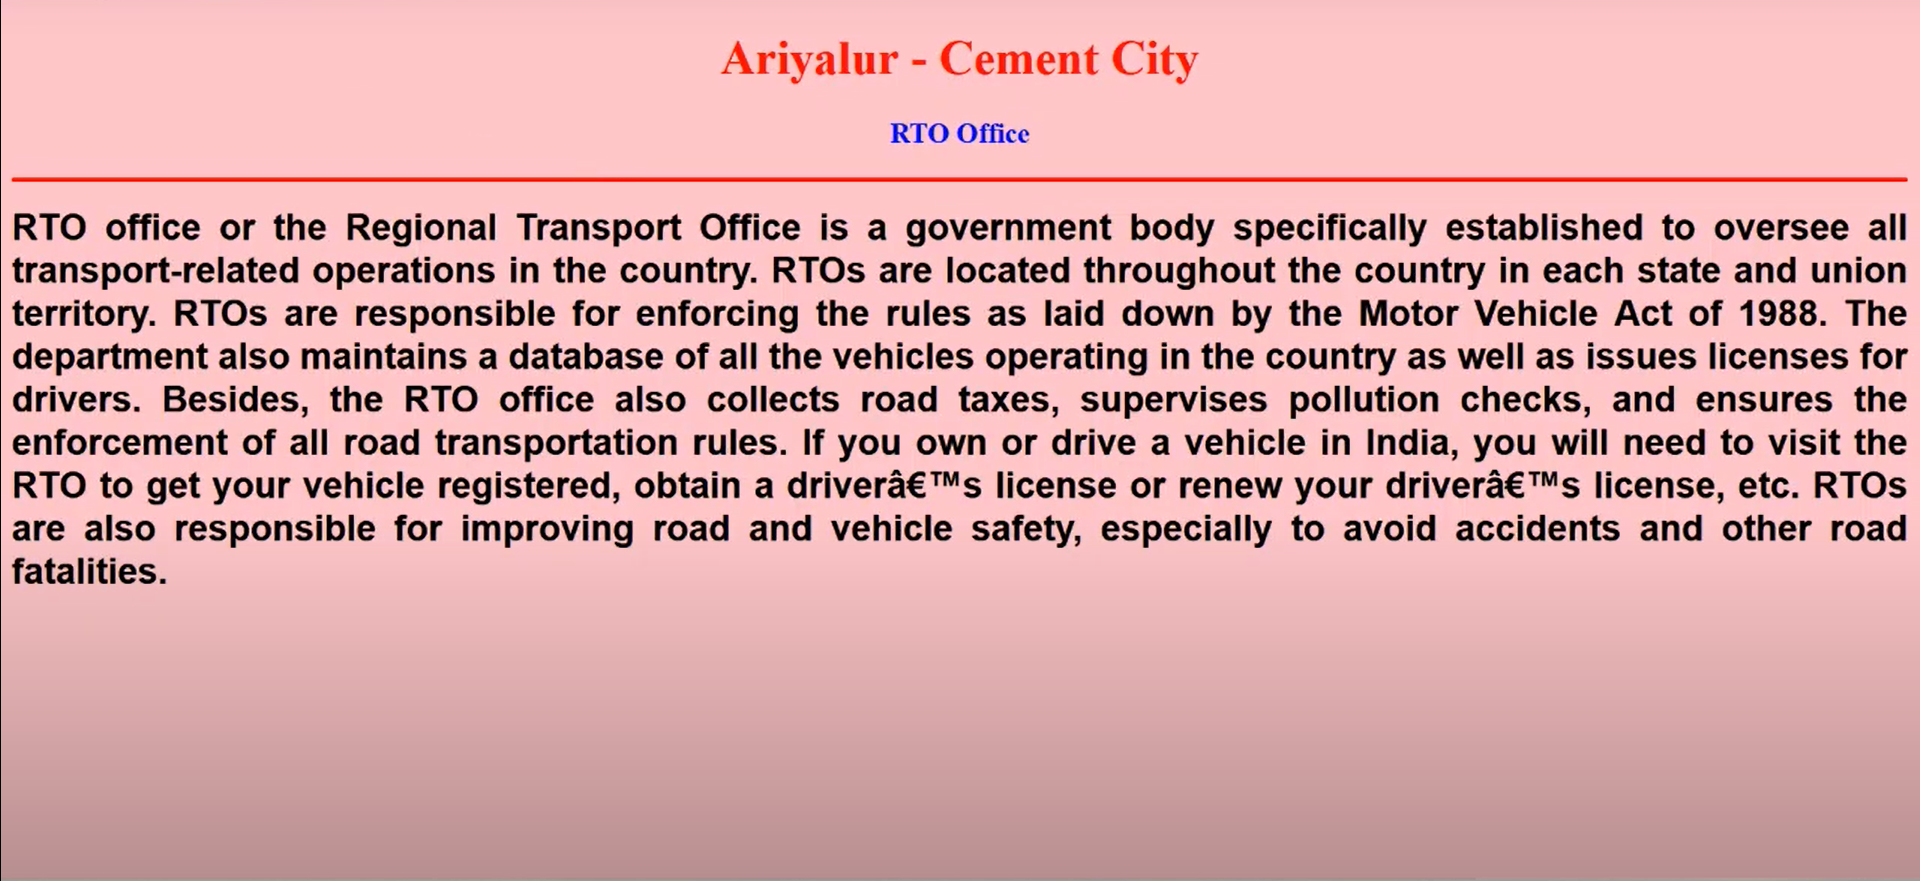 Ariyalur - Cement City
RTO Office
RTO office or the Regional Transport Office is a government body specifically established to oversee all
transport-related operations in the country. RTOs are located throughout the country in each state and union
territory. RTOs are responsible for enforcing the rules as laid down by the Motor Vehicle Act of 1988. The
department also maintains a database of all the vehicles operating in the country as well as issues licenses for
drivers. Besides, the RTO office also collects road taxes, supervises pollution checks, and ensures the
enforcement of all road transportation rules. If you own or drive a vehicle in India, you will need to visit the
RTO to get your vehicle registered, obtain a driverâ€™s license or renew your driverâ€™s license, etc. RTOs
are also responsible for improving road and vehicle safety, especially to avoid accidents and other road
fatalities.